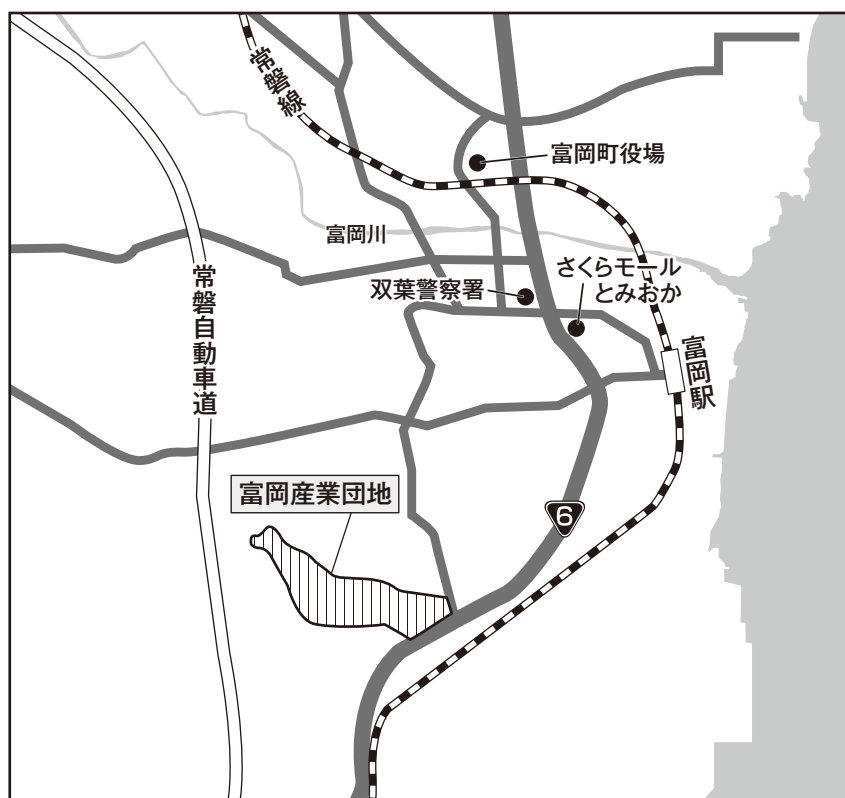 常磐線
富岡町役場
富岡川
さくらモール
とみおか
双葉警察署
常磐自動車道
富岡駅
富岡産業団地
6